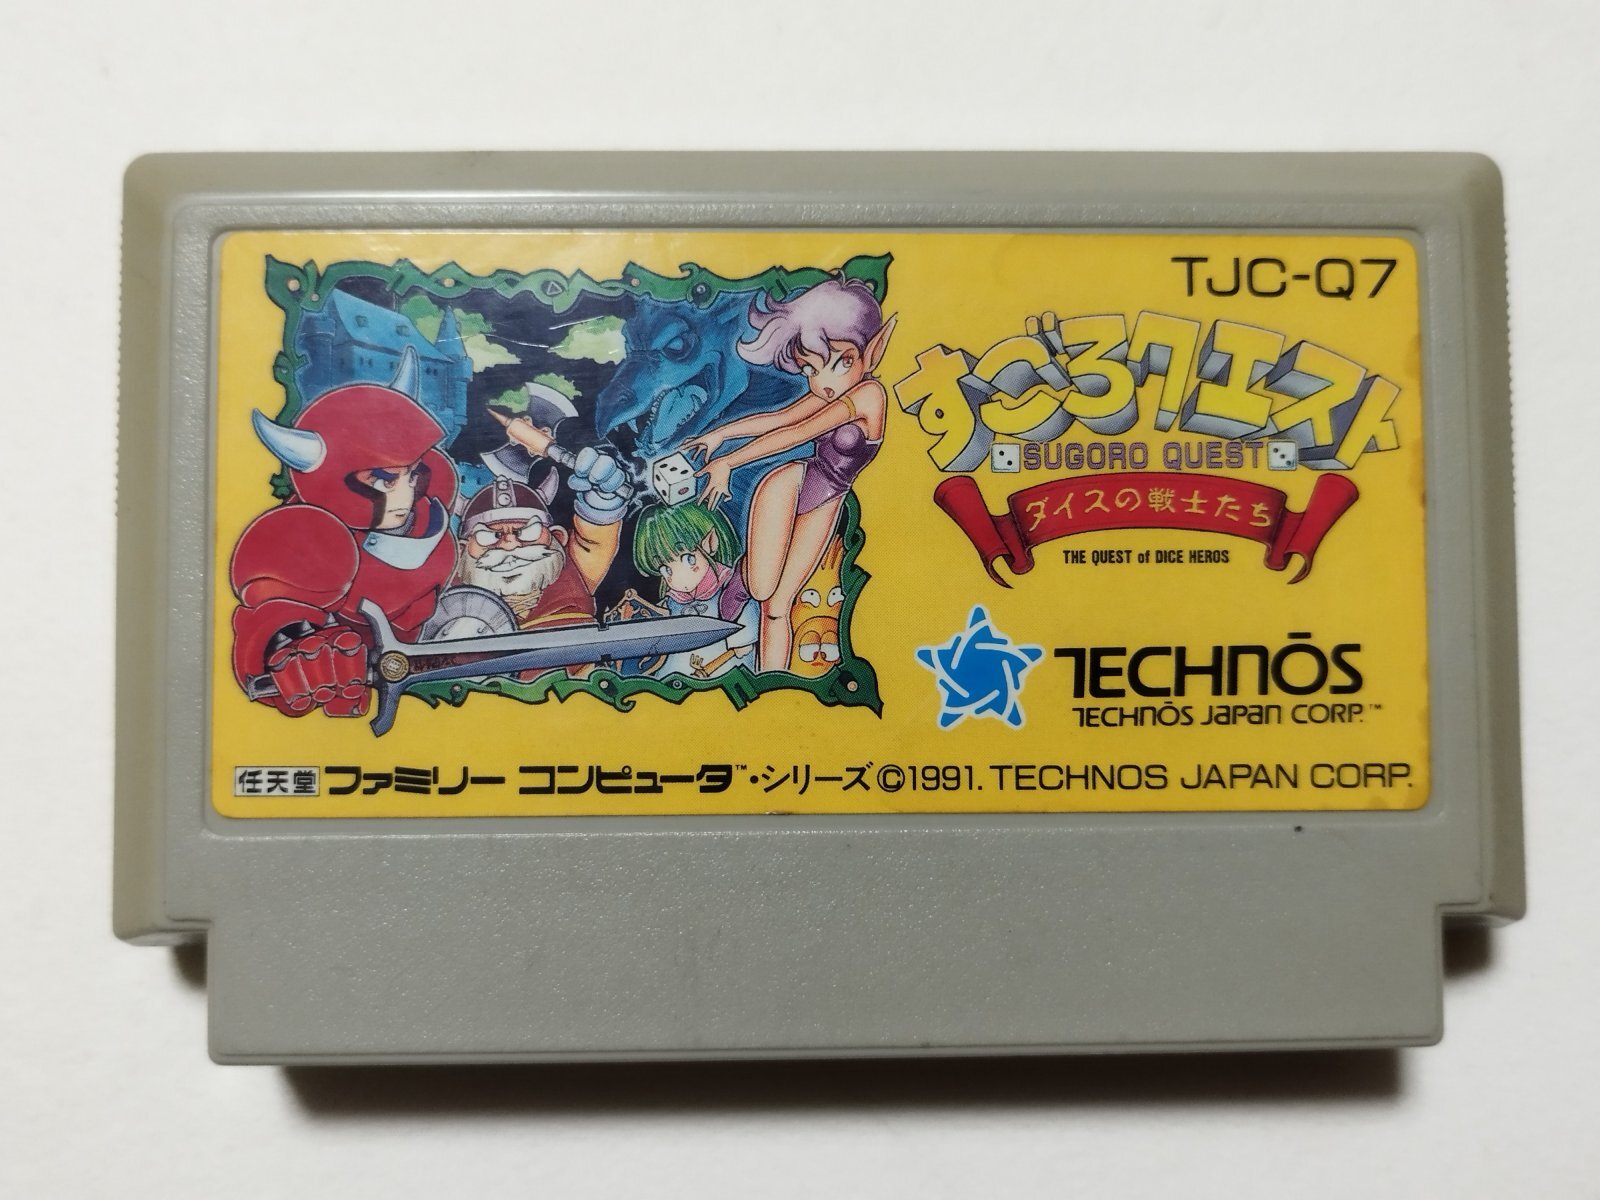 TJC-Q7
すごろクエスト
SUGORO QUEST
ダイスの戦士たち
THE QUEST of DICE HEROS
TECHNŌS
TECHNŌS JAPAN CORP.™
任天堂 ファミリー コンピュータ™・シリーズ ©1991. TECHNOS JAPAN CORP.